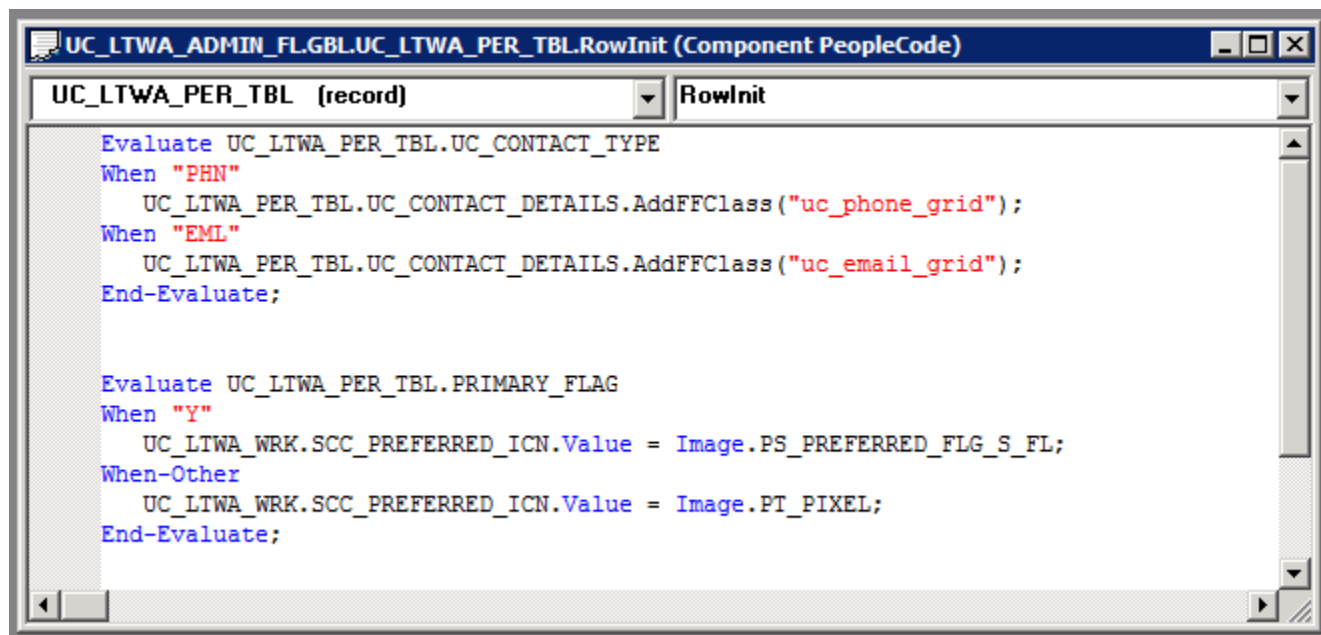 UC_LTWA_ADMIN_FL.GBL.UC_LTWA_PER_TBL.RowInit (Component PeopleCode)
UC_LTWA_PER_TBL (record) RowInit
Evaluate UC_LTWA_PER_TBL.UC_CONTACT_TYPE
When "PHN"
UC_LTWA_PER_TBL.UC_CONTACT_DETAILS.AddFFClass("uc_phone_grid");
When "EML"
UC_LTWA_PER_TBL.UC_CONTACT_DETAILS.AddFFClass("uc_email_grid");
End-Evaluate;
Evaluate UC_LTWA_PER_TBL.PRIMARY_FLAG
When "Y"
UC_LTWA_WRK.SCC_PREFERRED_ICN.Value = Image.PS_PREFERRED_FLG_S_FL;
When-Other
UC_LTWA_WRK.SCC_PREFERRED_ICN.Value = Image.PT_PIXEL;
End-Evaluate;